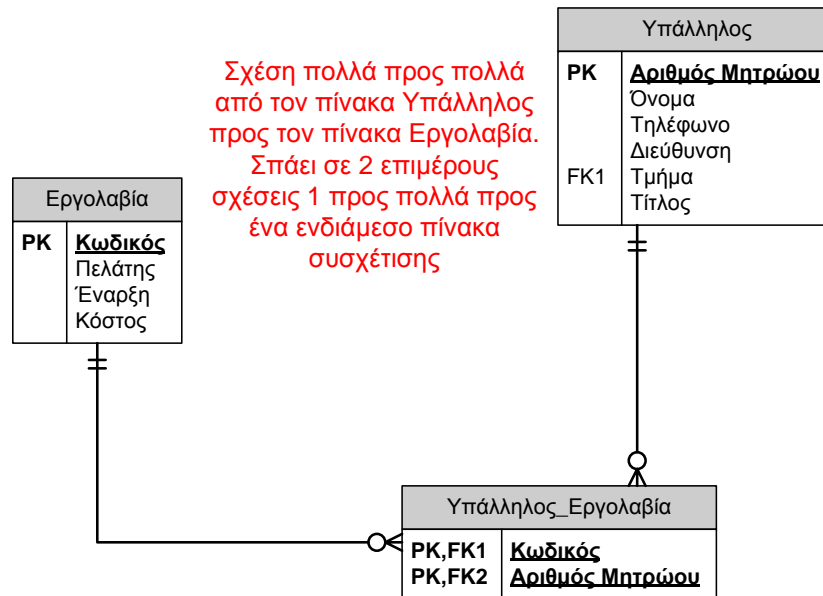 Υπάλληλος
PK Αριθμός Μητρώου
Όνομα
Τηλέφωνο
Διεύθυνση
FK1 Τμήμα
Τίτλος
Σχέση πολλά προς πολλά
από τον πίνακα Υπάλληλος
προς τον πίνακα Εργολαβία.
Σπάει σε 2 επιμέρους
σχέσεις 1 προς πολλά προς
ένα ενδιάμεσο πίνακα
συσχέτισης
Εργολαβία
PK Κωδικός
Πελάτης
Έναρξη
Κόστος
Υπάλληλος_Εργολαβία
PK,FK1 Κωδικός
PK,FK2 Αριθμός Μητρώου